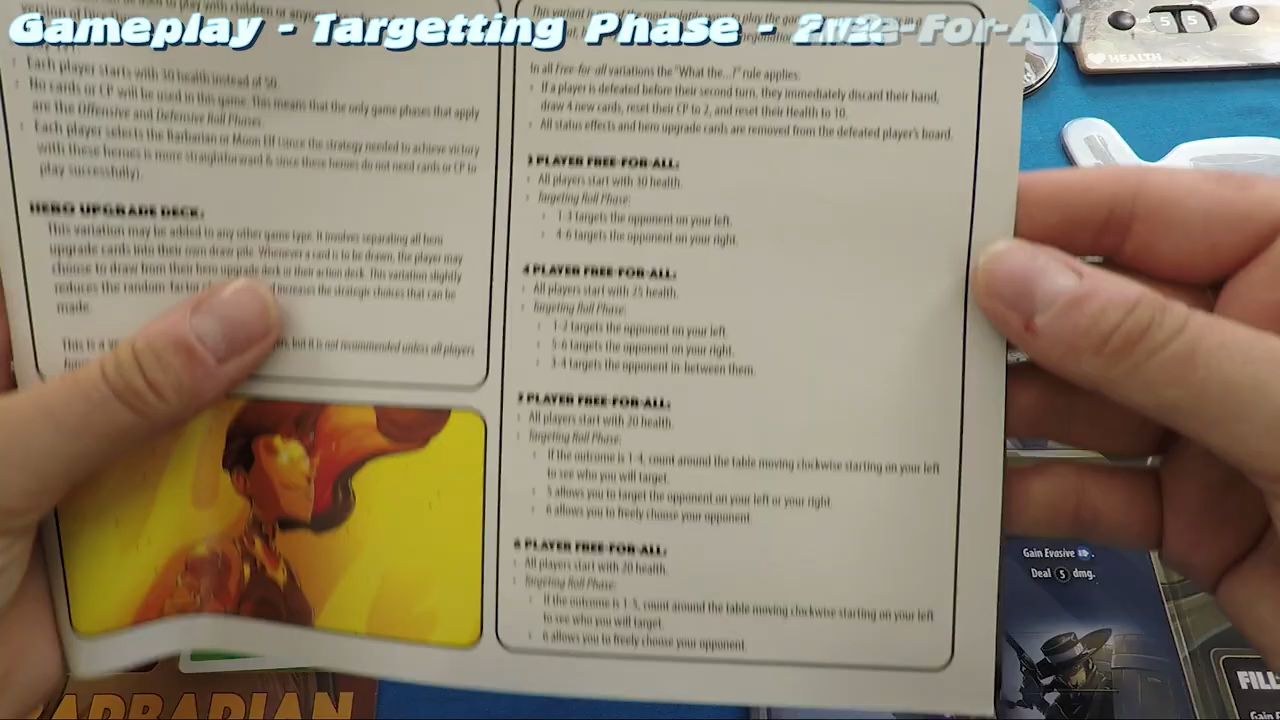 Gameplay - Targetting Phase -
-For-All
Each player starts with 30 health instead of 50.
No cards or CP will be used in this game. This means that the only game phases that apply
are the Offensive and Defensive Roll Phases.
Each player selects the Barbarian or Moon Elf (since the strategy needed to achieve victory
with these heroes is more straightforward & since these heroes do not need cards or CP to
play successfully).
HERO UPGRADE DECK:
This variation may be added to any other game type. It involves separating all hero
upgrade cards into their own draw pile. Whenever a card is to be drawn, the player may
choose to draw from their hero upgrade deck or their action deck. This variation slightly
reduces the random factor increases the strategic choices that can be
made.
This is a but it is not recommended unless all players
In all Free-for-all variations the "What the...?" rule applies:
• If a player is defeated before their second turn, they immediately discard their hand,
draw 4 new cards, reset their CP to 2, and reset their Health to 10.
• All status effects and hero upgrade cards are removed from the defeated player's board.
3 PLAYER FREE-FOR-ALL:
• All players start with 30 health.
• Targeting Roll Phase:
• 1-3 targets the opponent on your left.
• 4-6 targets the opponent on your right.
4 PLAYER FREE-FOR-ALL:
• All players start with 25 health.
• Targeting Roll Phase:
• 1-2 targets the opponent on your left.
• 5-6 targets the opponent on your right.
• 3-4 targets the opponent in-between them.
5 PLAYER FREE-FOR-ALL:
• All players start with 20 health.
• Targeting Roll Phase:
• If the outcome is 1-4, count around the table moving clockwise starting on your left
to see who you will target.
• 5 allows you to target the opponent on your left or your right.
• 6 allows you to freely choose your opponent.
6 PLAYER FREE-FOR-ALL:
• All players start with 20 health.
• Targeting Roll Phase:
• If the outcome is 1-5, count around the table moving clockwise starting on your left
to see who you will target.
• 6 allows you to freely choose your opponent.
5 5
HEALTH
Gain Evasive.
Deal 5 dmg.
FILL
Gain
BARBARIAN